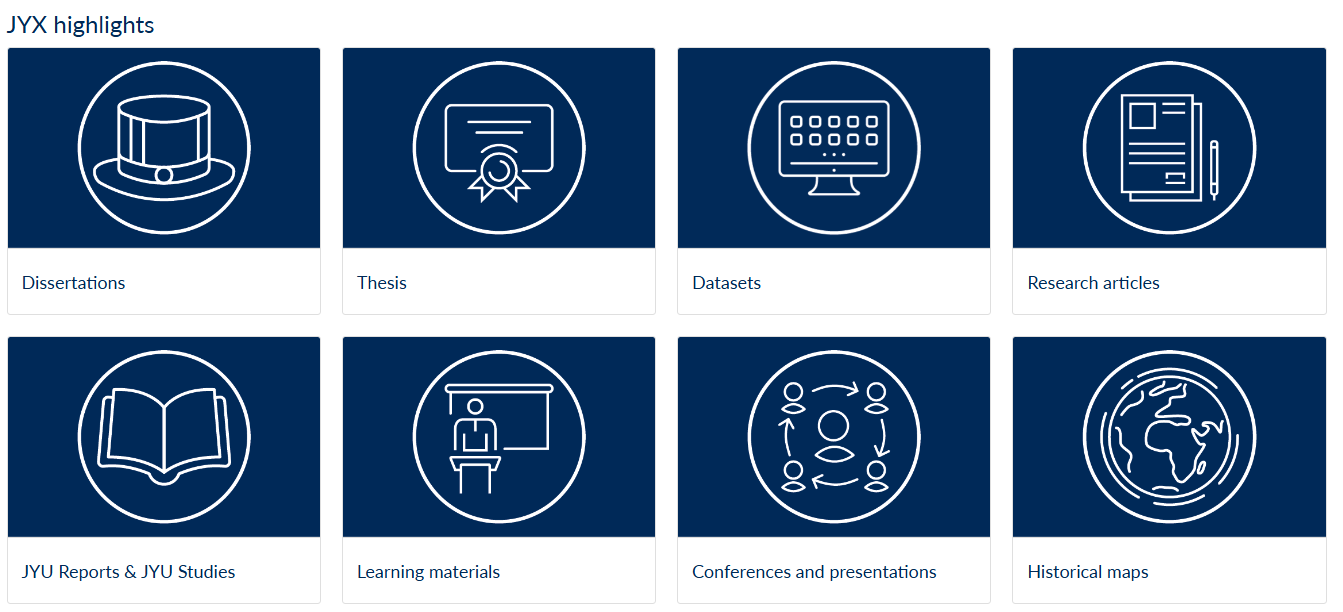 JYX highlights
Dissertations
Thesis
Datasets
Research articles
JYU Reports & JYU Studies
Learning materials
Conferences and presentations
Historical maps